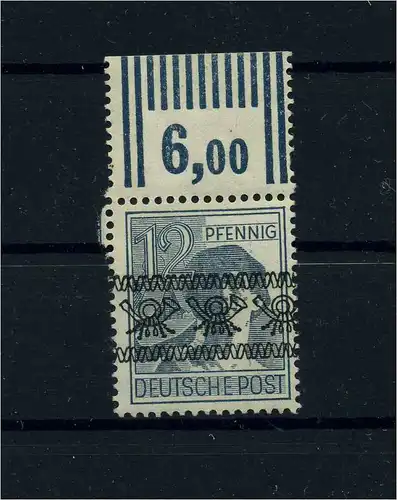 6,00
12 PFENNIG
DEUTSCHE POST